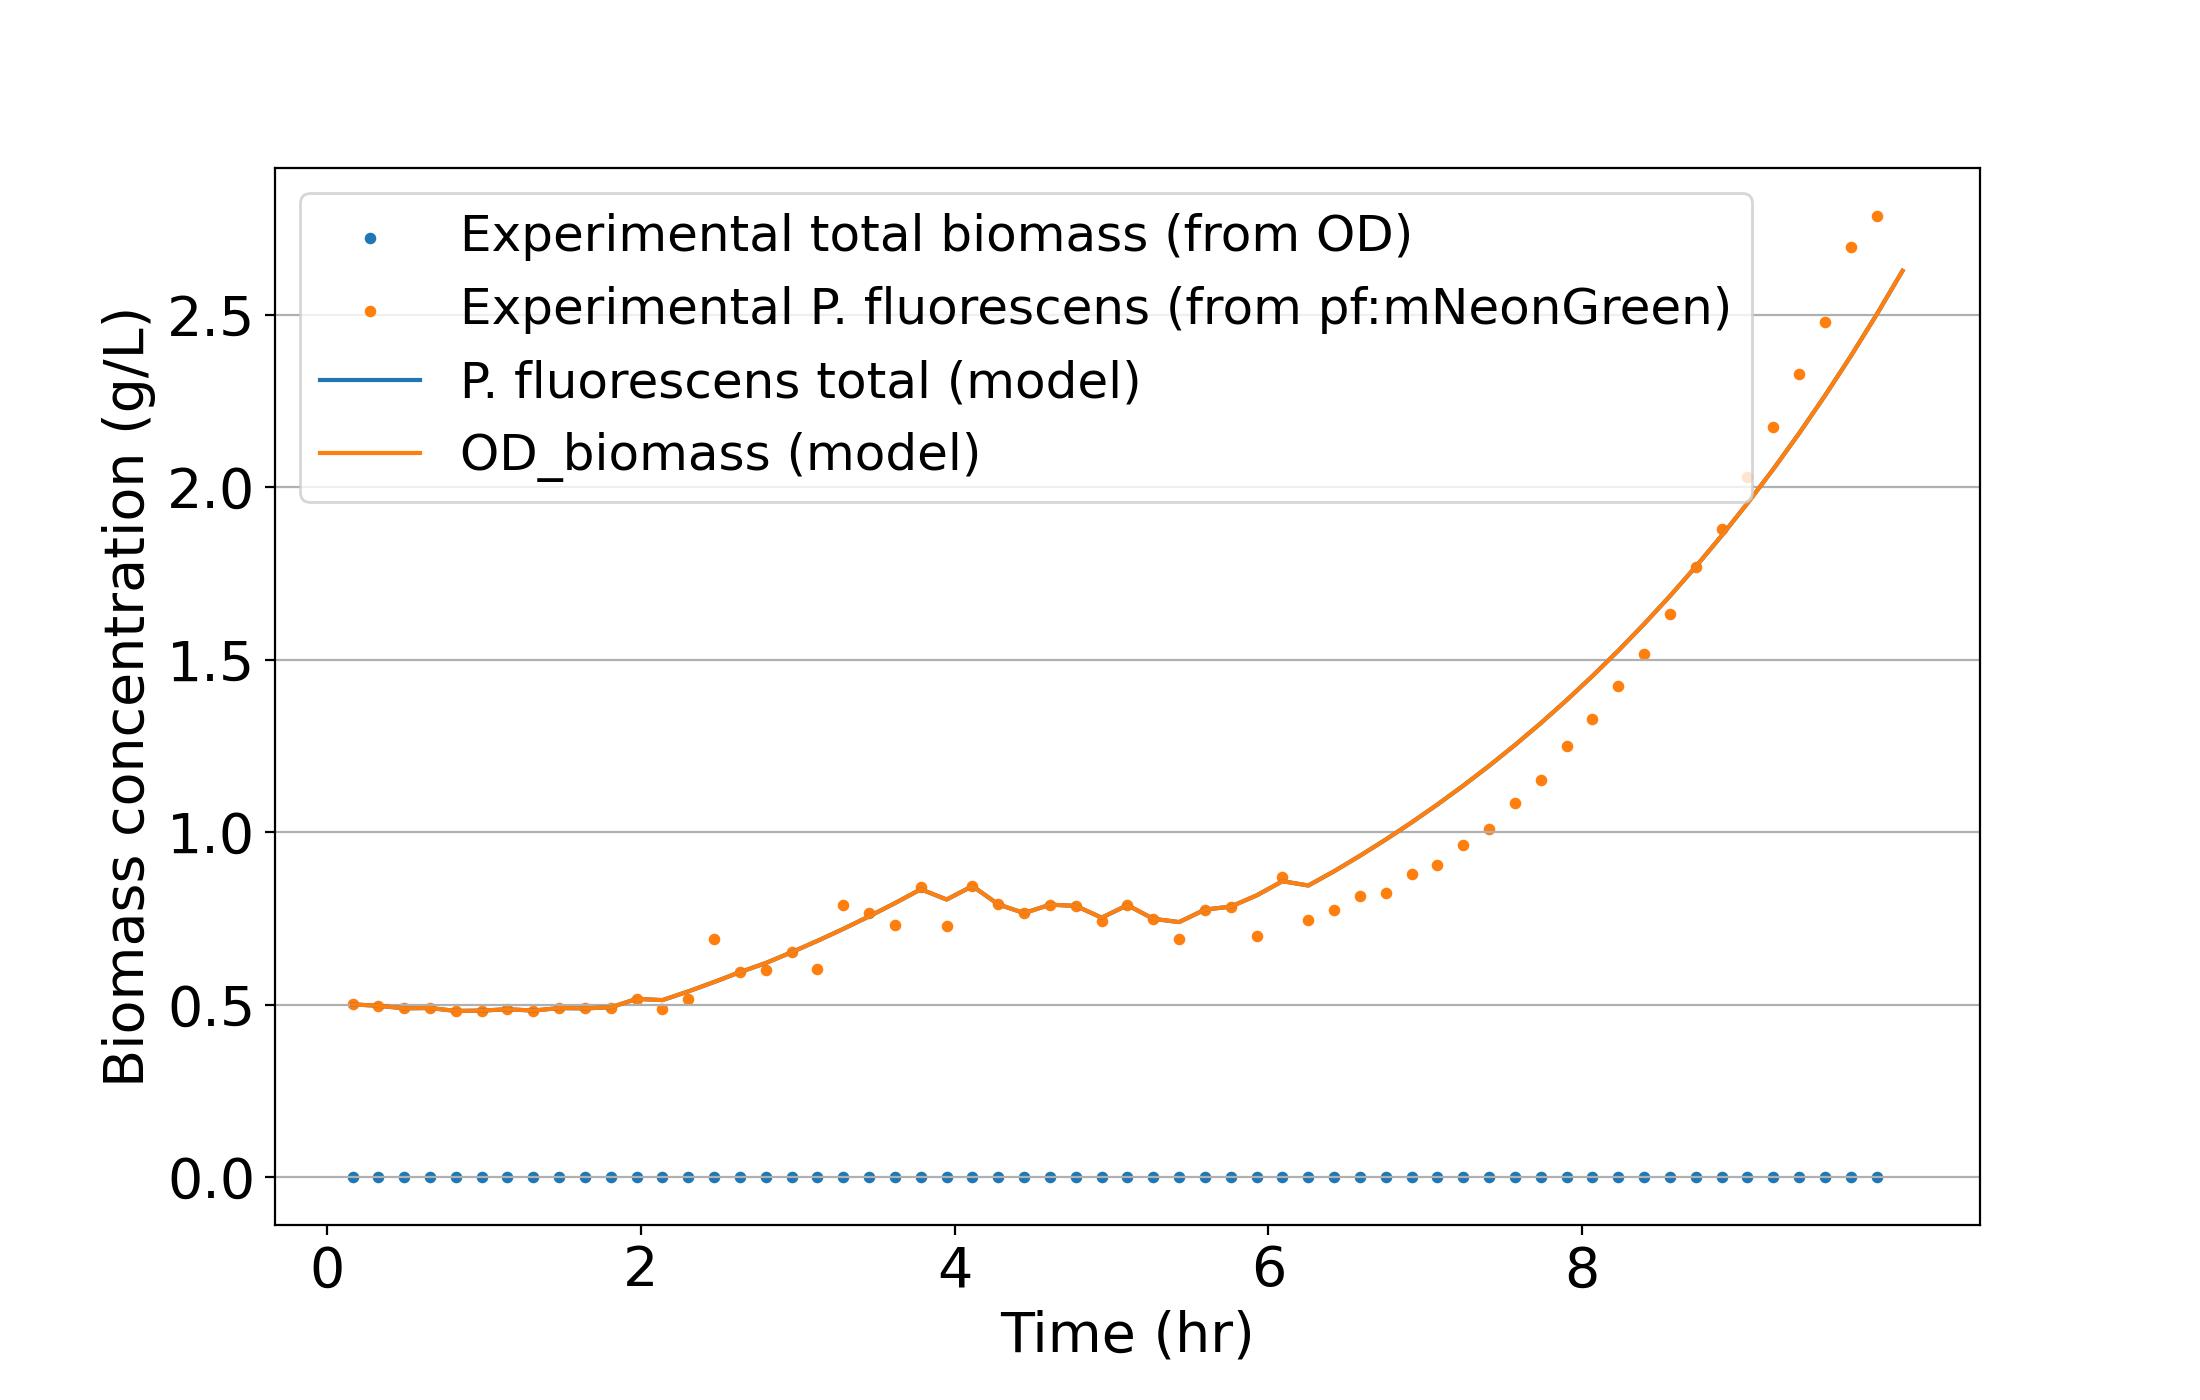 Experimental total biomass (from OD)
Experimental P. fluorescens (from pf:mNeonGreen)
P. fluorescens total (model)
OD_biomass (model)
2.5
2.0
1.5
1.0
0.5
0.0
Biomass concentration (g/L)
0 2 4 6 8
Time (hr)